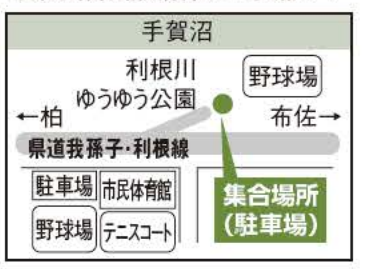 手賀沼
利根川
ゆうゆう公園
野球場
←柏
布佐→
県道我孫子・利根線
駐車場
市民体育館
集合場所
(駐車場)
野球場
テニスコート